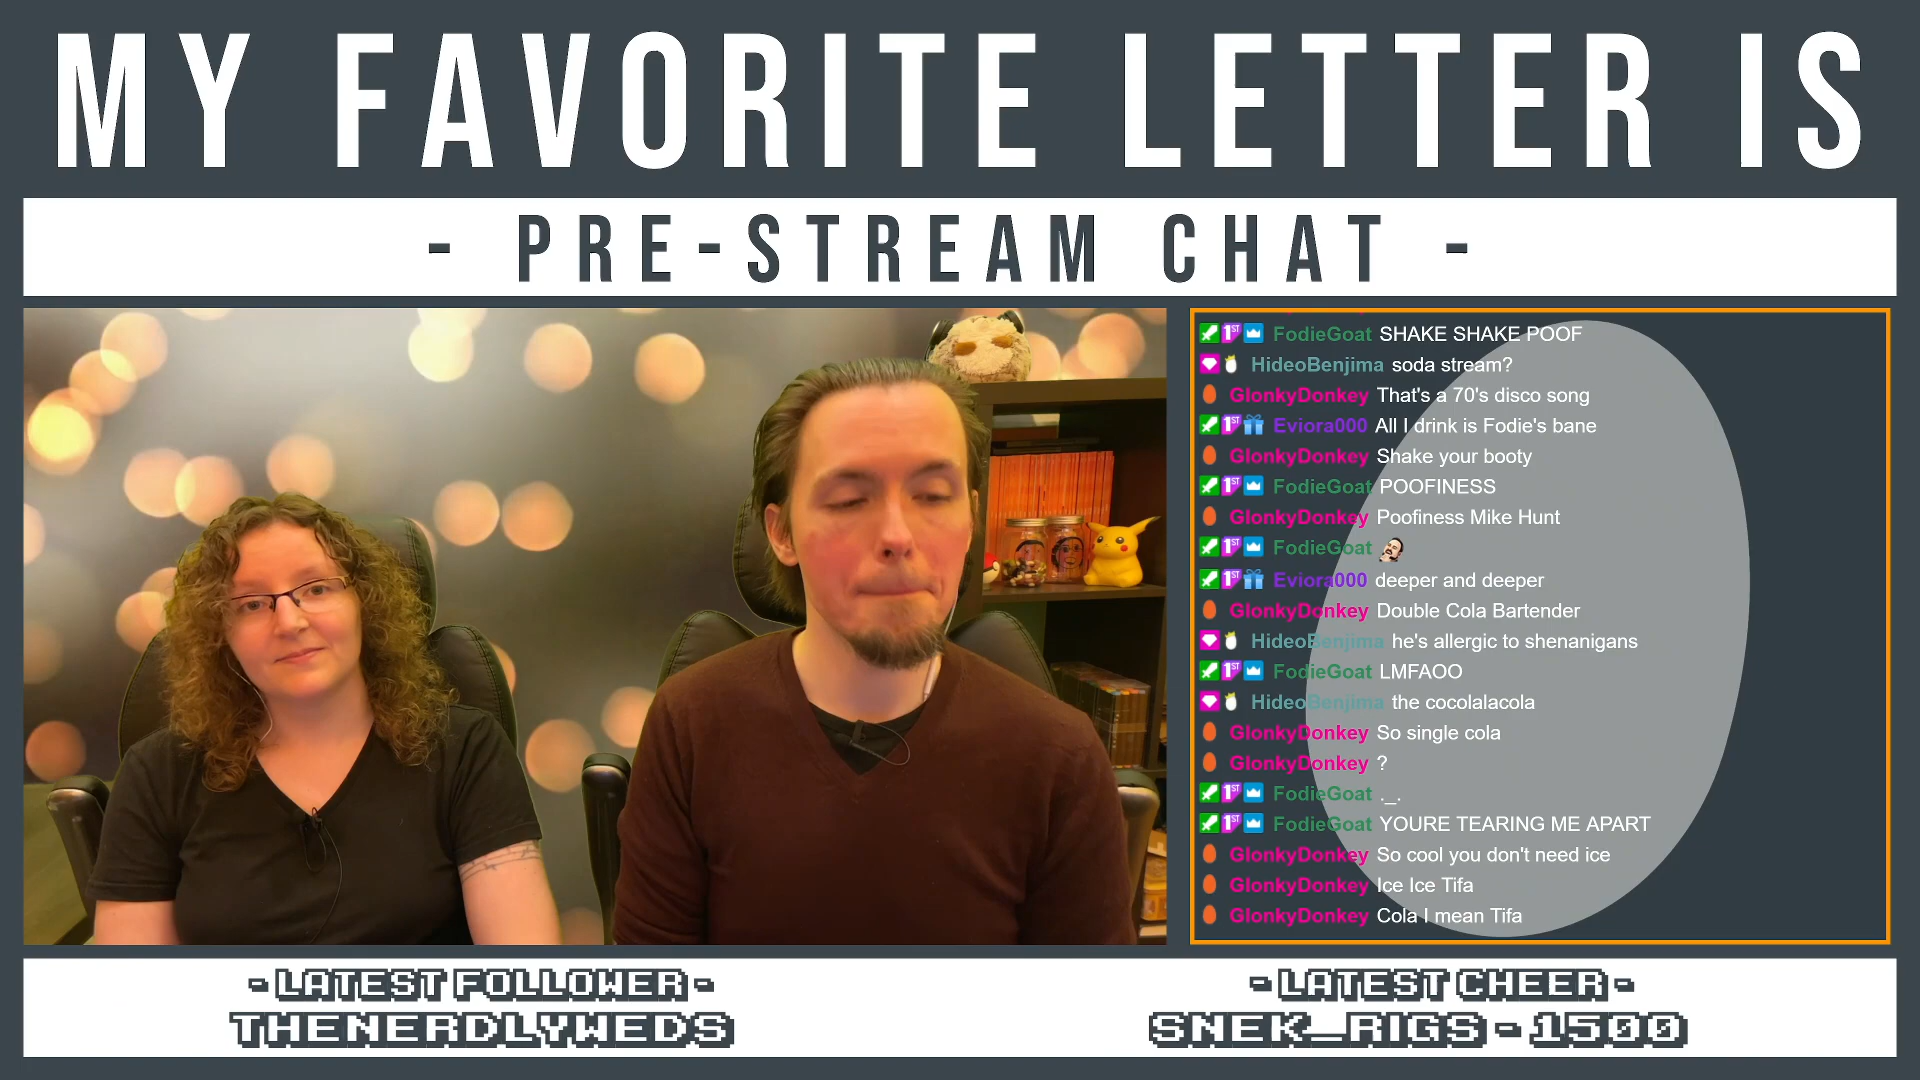 MY FAVORITE LETTER IS
- PRE-STREAM CHAT -
FodieGoat SHAKE SHAKE POOF
HideoBenjima soda stream?
GlonkyDonkey That's a 70's disco song
Eviora000 All I drink is Fodie's bane
GlonkyDonkey Shake your booty
FodieGoat POOFINESS
GlonkyDonkey Poofiness Mike Hunt
FodieGoat
Eviora000 deeper and deeper
GlonkyDonkey Double Cola Bartender
HideoBenjima he's allergic to shenanigans
FodieGoat LMFAOO
HideoBenjima the cocolalacola
GlonkyDonkey So single cola
GlonkyDonkey ?
FodieGoat ._.
FodieGoat YOURE TEARING ME APART
GlonkyDonkey So cool you don't need ice
GlonkyDonkey Ice Ice Tifa
GlonkyDonkey Cola I mean Tifa
- LATEST FOLLOWER -
THENERDLYWEDS
- LATEST CHEER -
SNEK_RIGS - 1500